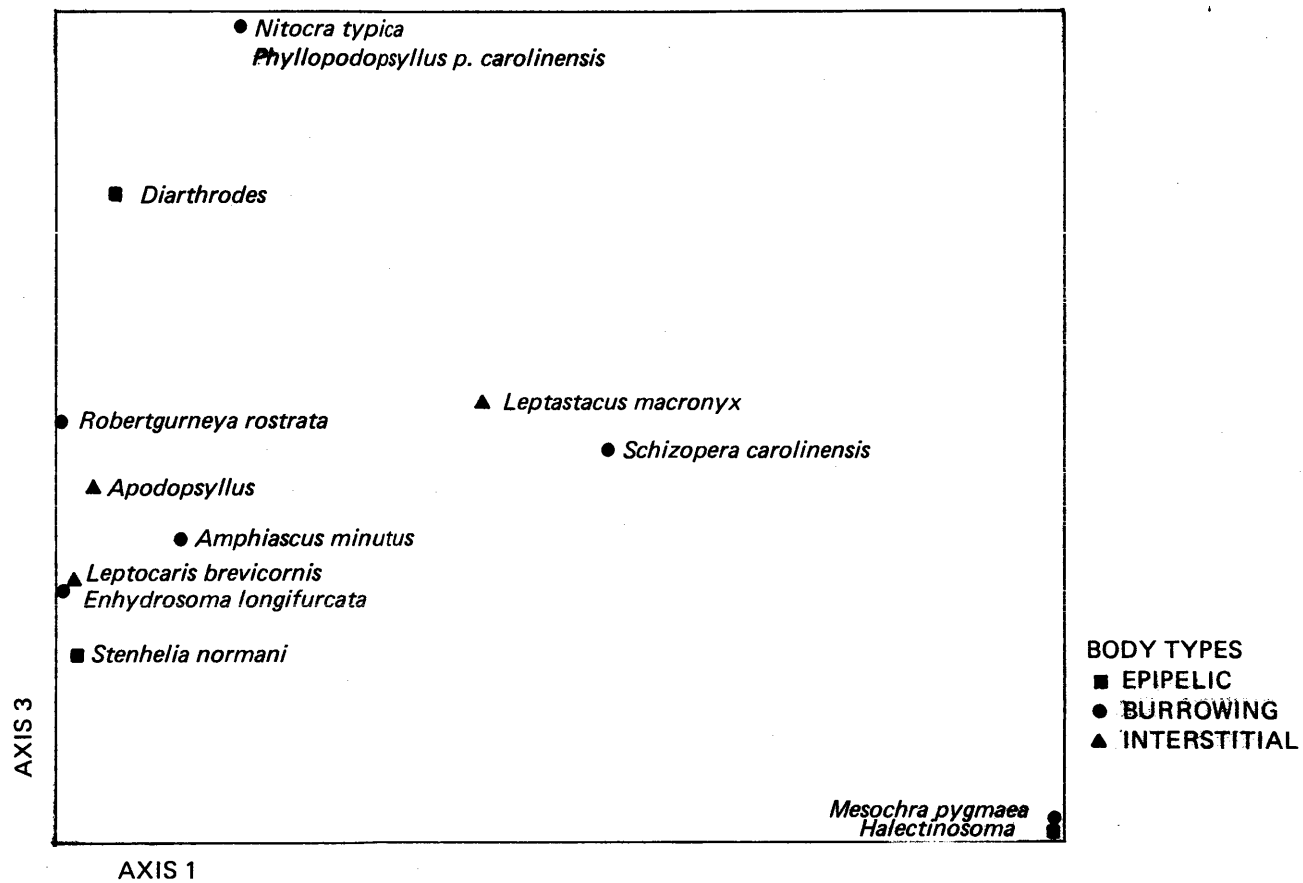 Nitocra typica
Phyllopodopsyllus p. carolinensis
Diarthrodes
Leptastacus macronyx
Robertgurneya rostrata
Schizopera carolinensis
Apodopsyllus
Amphiascus minutus
Leptocaris brevicornis
Enhydrosoma longifurcata
Stenhelia normani
BODY TYPES
EPIPELIC
BURROWING
INTERSTITIAL
AXIS 3
Mesochra pygmaea
Halectinosoma
AXIS 1